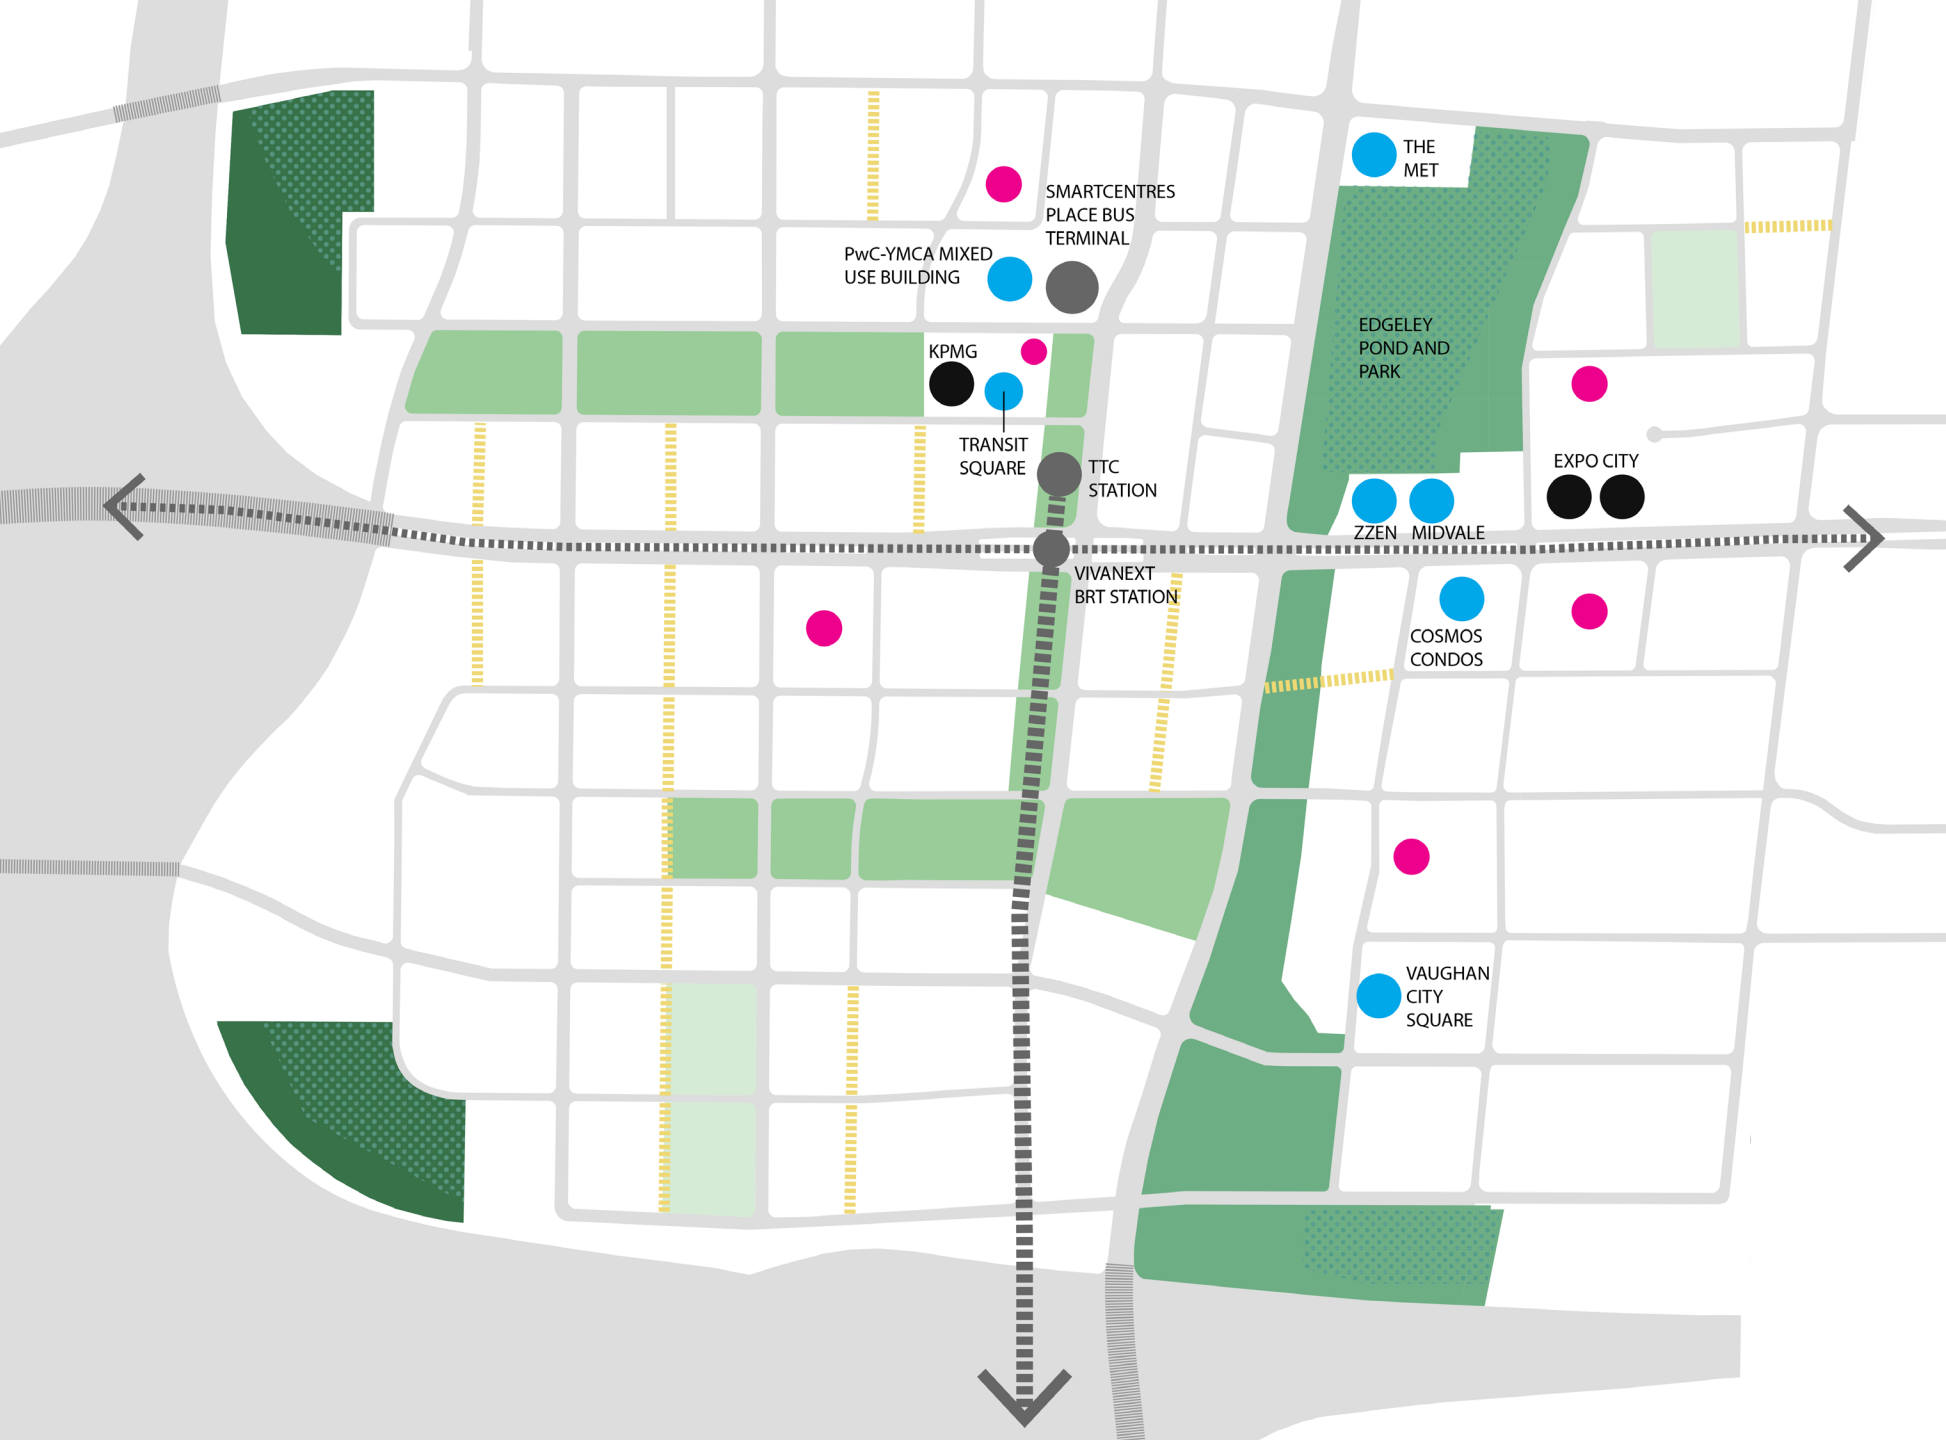 THE
MET
SMARTCENTRES
PLACE BUS
TERMINAL
PwC-YMCA MIXED
USE BUILDING
EDGELEY
POND AND
PARK
KPMG
TRANSIT
SQUARE
TTC
STATION
EXPO CITY
ZZEN
MIDVALE
VIVANEXT
BRT STATION
COSMOS
CONDOS
VAUGHAN
CITY
SQUARE